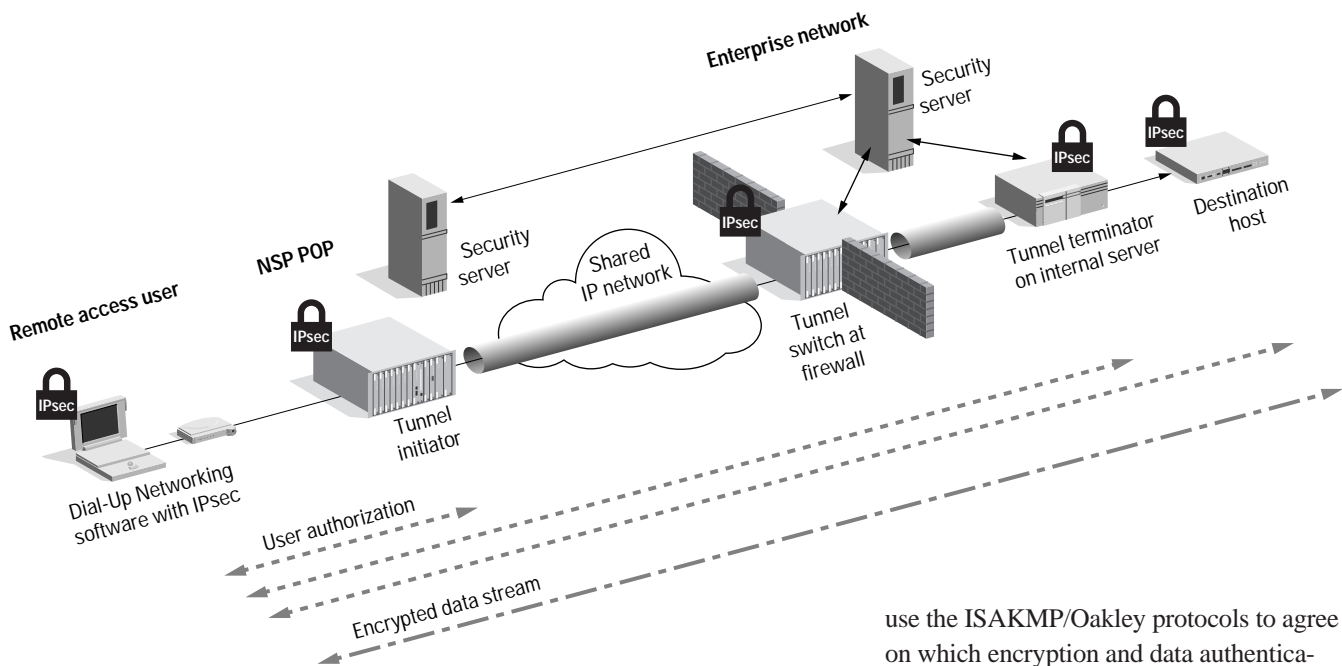 Enterprise network
Security
server
IPsec
IPsec
IPsec
Destination
host
Tunnel terminator
on internal server
NSP POP
Security
server
Shared
IP network
Tunnel
switch at
firewall
Remote access user
IPsec
IPsec
Tunnel
initiator
Dial-Up Networking
software with IPsec
User authorization
Encrypted data stream
use the ISAKMP/Oakley protocols to agree
on which encryption and data authentica-